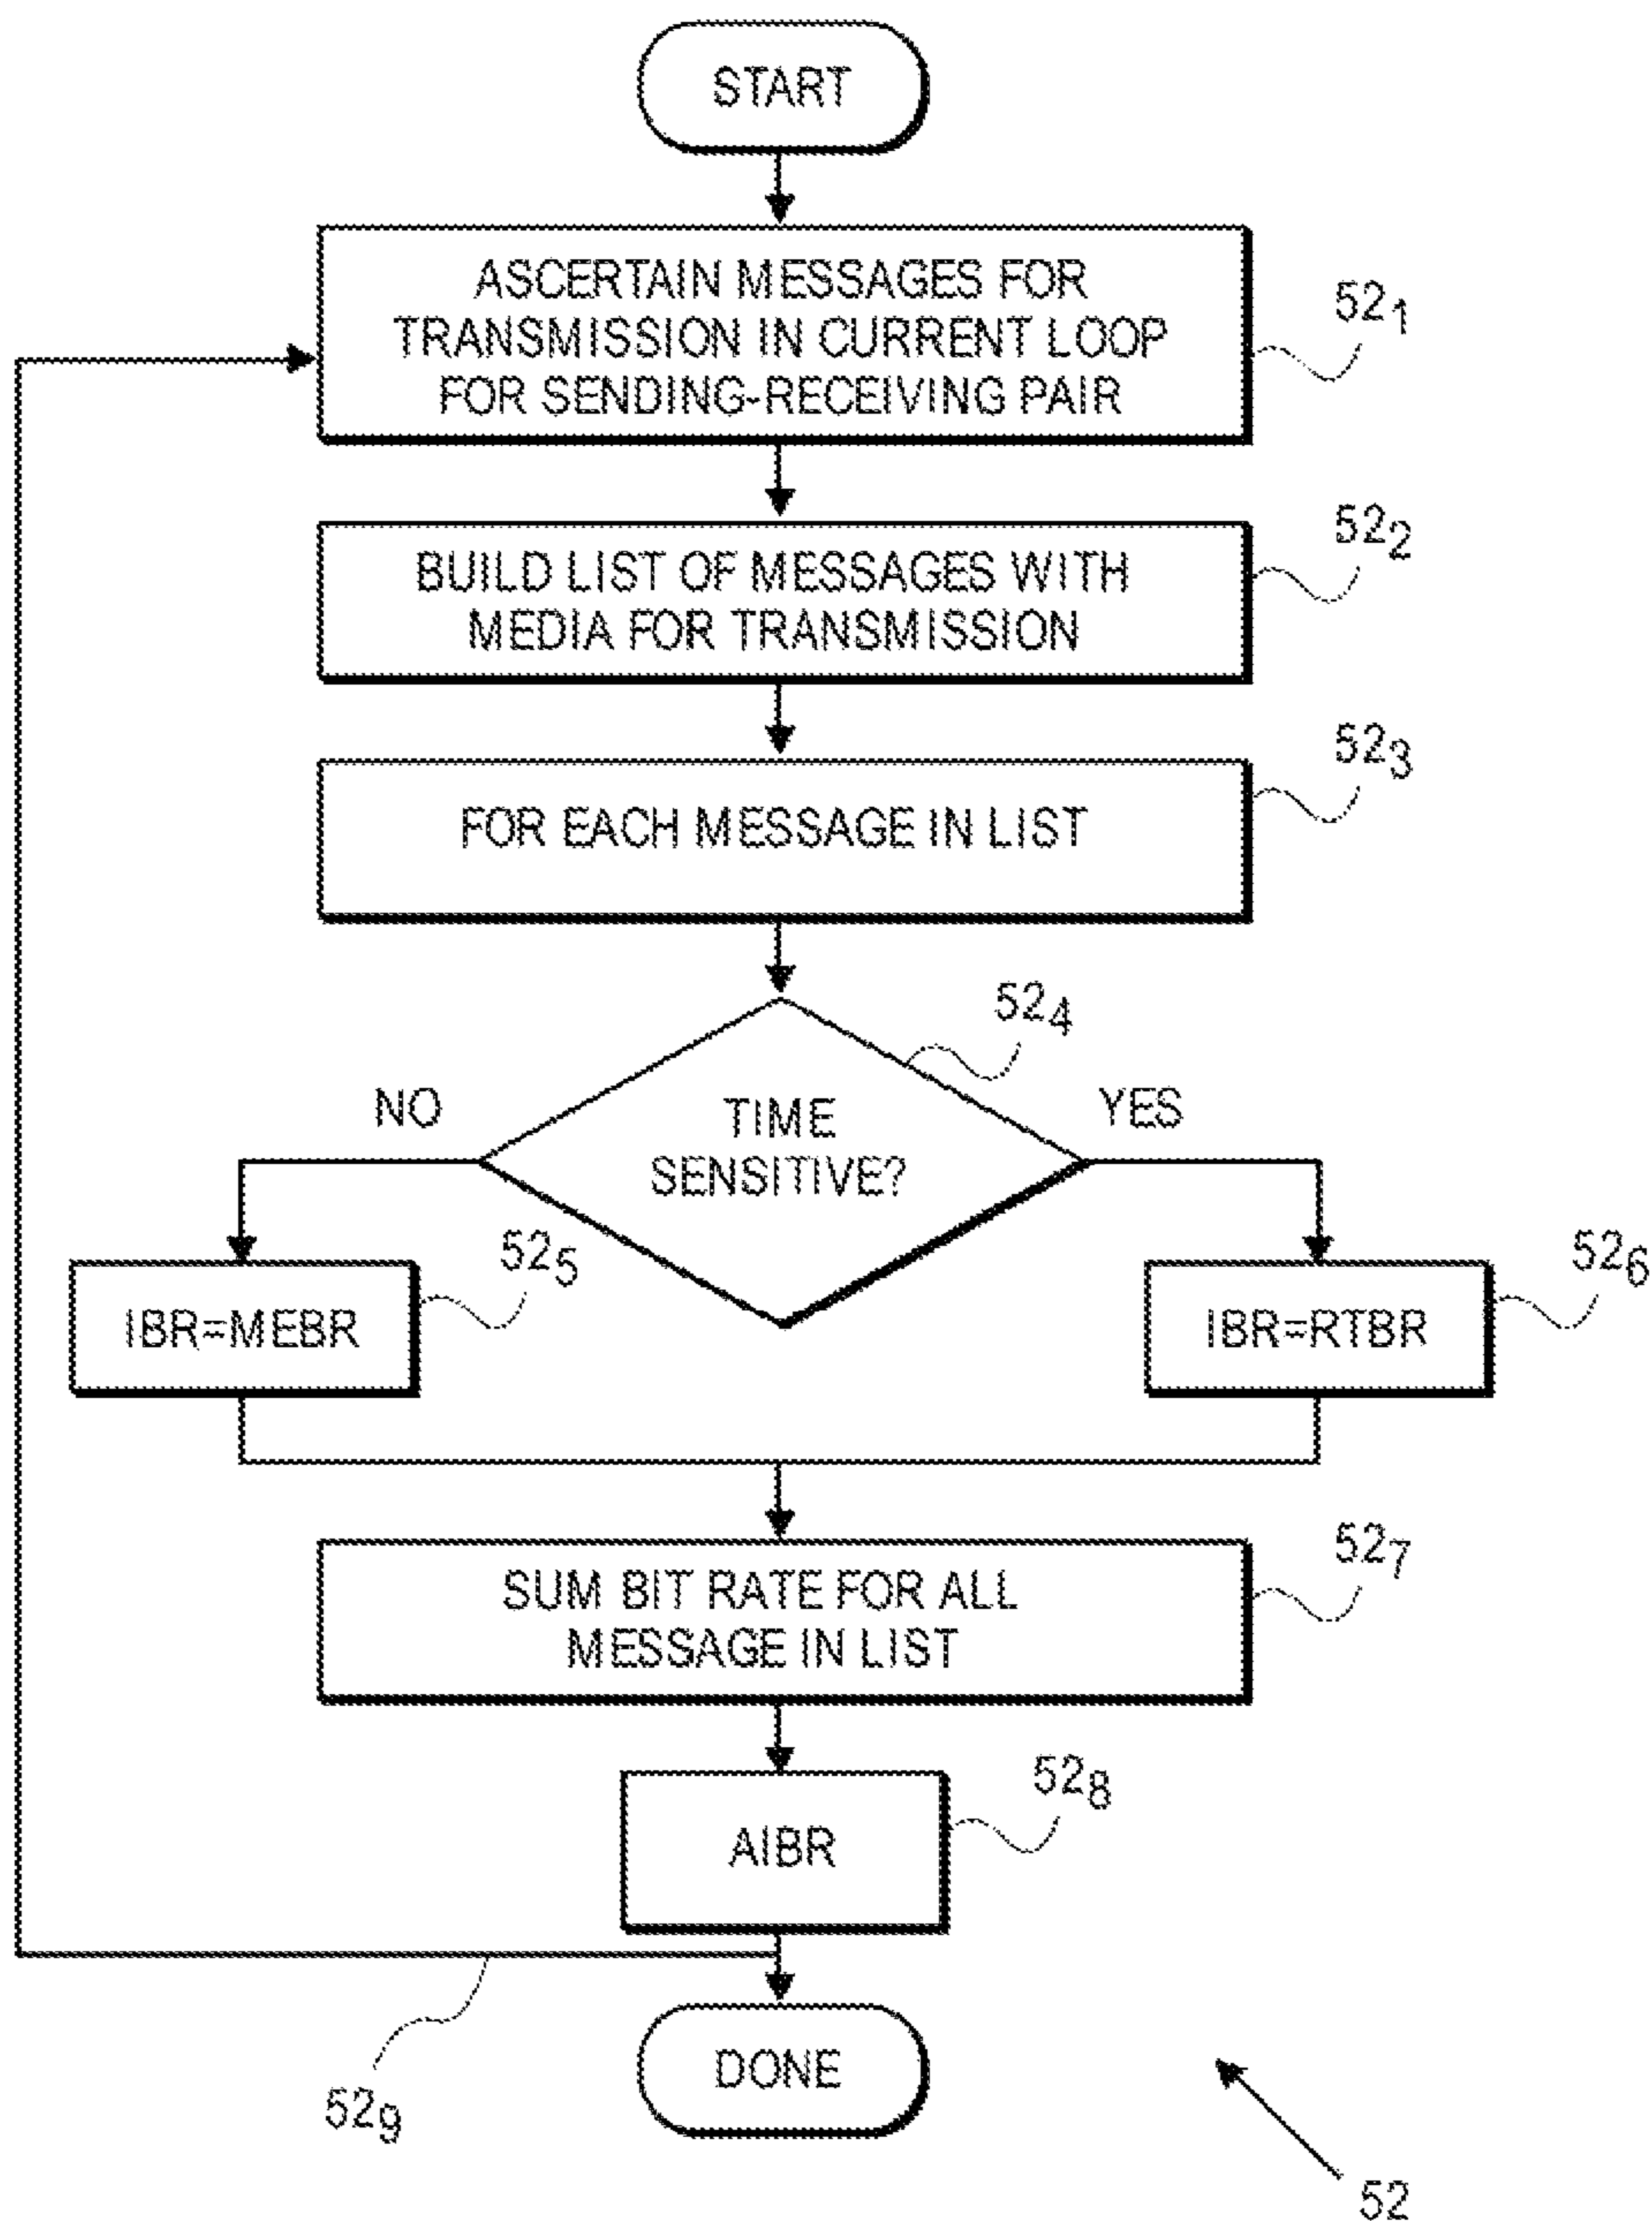 START
ASCERTAIN MESSAGES FOR
TRANSMISSION IN CURRENT LOOP
FOR SENDING-RECEIVING PAIR
52₁
BUILD LIST OF MESSAGES WITH
MEDIA FOR TRANSMISSION
52₂
FOR EACH MESSAGE IN LIST
52₃
TIME
SENSITIVE?
52₄
NO
YES
IBR=MEBR
52₅
IBR=RTBR
52₆
SUM BIT RATE FOR ALL
MESSAGE IN LIST
52₇
AIBR
52₈
DONE
52₉
52